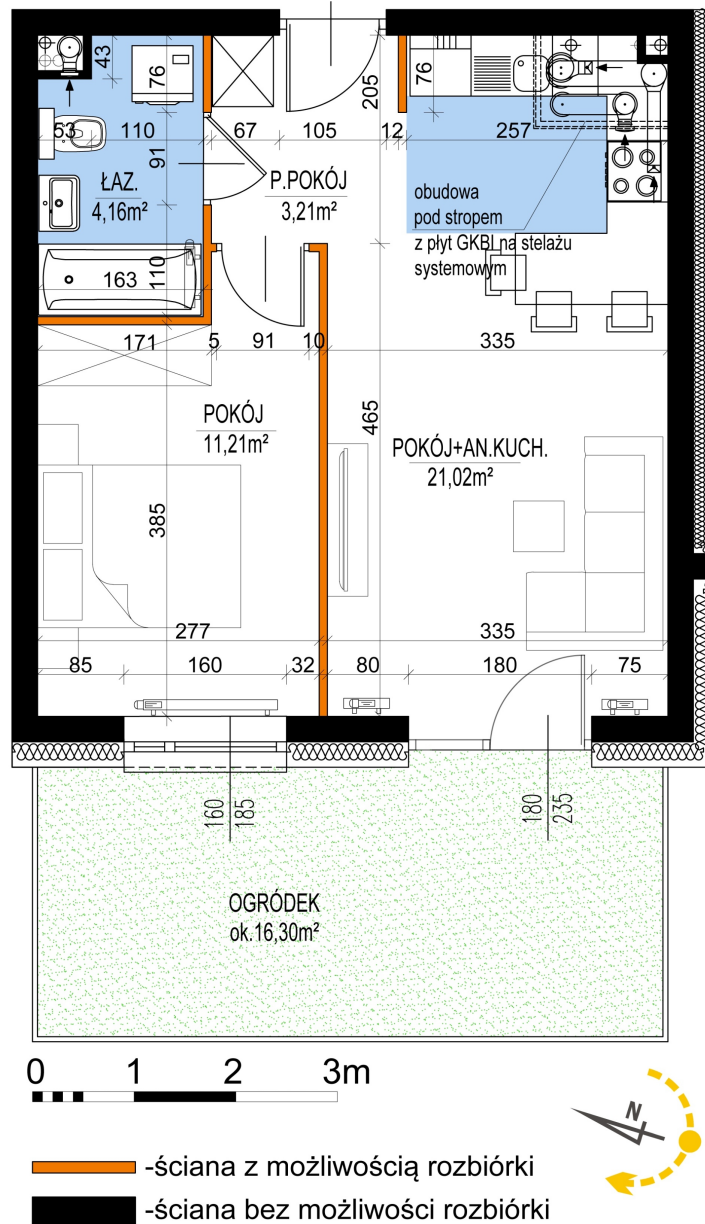 43
76
205
76
53
110
67
105
12
257
91
ŁAZ.
4,16m²
P.POKÓJ
3,21m²
obudowa
pod stropem
z płyt GKBI na stelażu
systemowym
163
110
171
5
91
10
335
POKÓJ
11,21m²
465
POKÓJ+AN.KUCH.
21,02m²
385
277
335
85
160
32
80
180
75
160
185
180
235
OGRÓDEK
ok.16,30m²
0 1 2 3m
N
-ściana z możliwością rozbiórki
-ściana bez możliwości rozbiórki